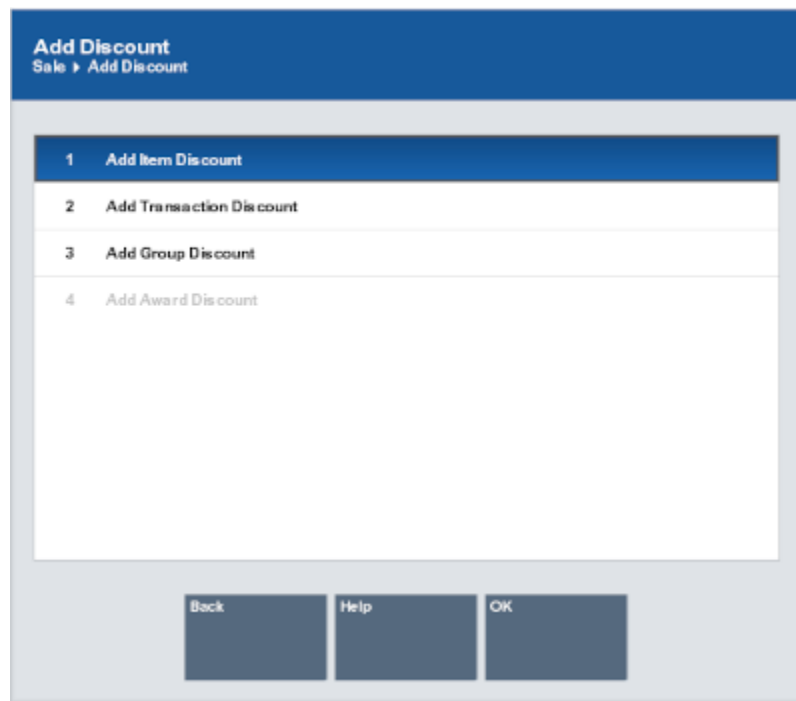 Add Discount
Sale ▸ Add Discount
1 Add Item Discount
2 Add Transaction Discount
3 Add Group Discount
4 Add Award Discount
Back Help OK